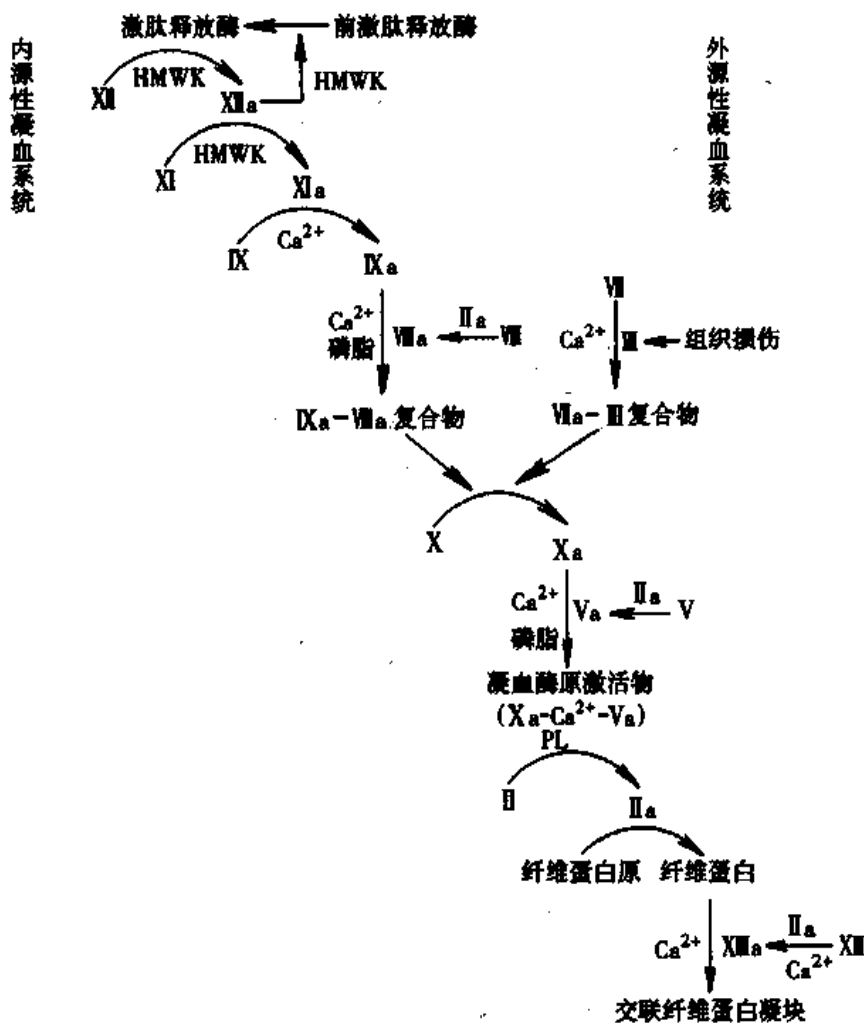 激肽释放酶 前激肽释放酶
内源性凝血系统
外源性凝血系统
HMWK
HMWK
Ⅻ Ⅻa
HMWK
Ⅺ Ⅺa
Ca²⁺
Ⅸ Ⅸa
Ⅶ
Ca²⁺ Ⅷa Ⅱa Ⅷ
磷脂
Ca²⁺ Ⅲ 组织损伤
Ⅸa-Ⅷa复合物 Ⅶa-Ⅲ复合物
Ⅹ Ⅹa
Ca²⁺ Ⅴa Ⅱa Ⅴ
磷脂
凝血酶原激活物
(Ⅹa-Ca²⁺-Ⅴa)
PL
Ⅱ Ⅱa
纤维蛋白原 纤维蛋白
Ca²⁺ ⅩⅢa Ⅱa
Ca²⁺
交联纤维蛋白凝块